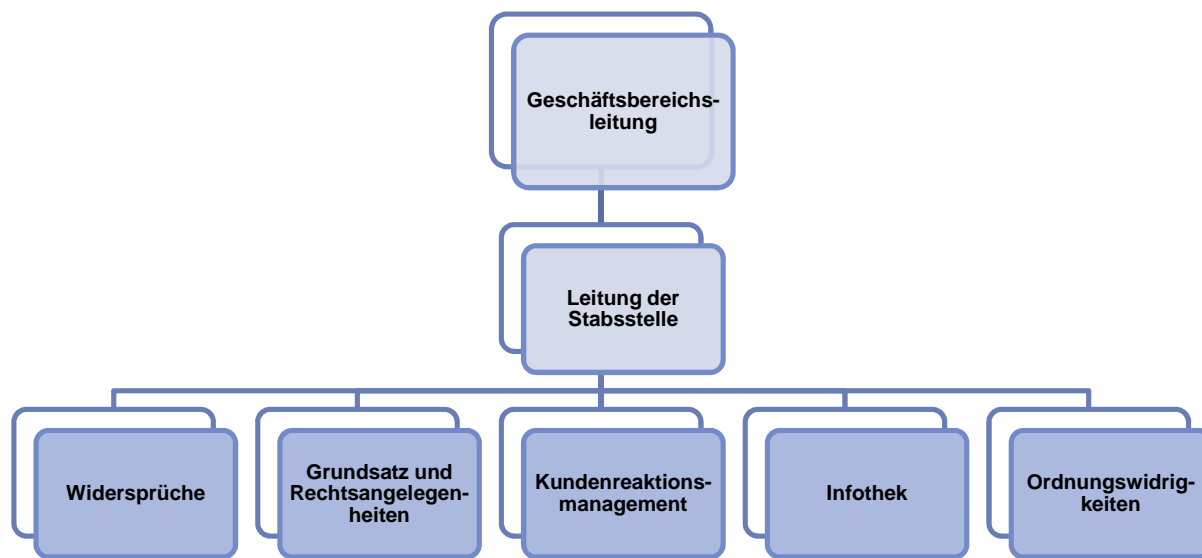 Geschäftsbereichs-
leitung
Leitung der
Stabsstelle
Widersprüche
Grundsatz und
Rechtsangelegen-
heiten
Kundenreaktions-
management
Infothek
Ordnungswidrig-
keiten